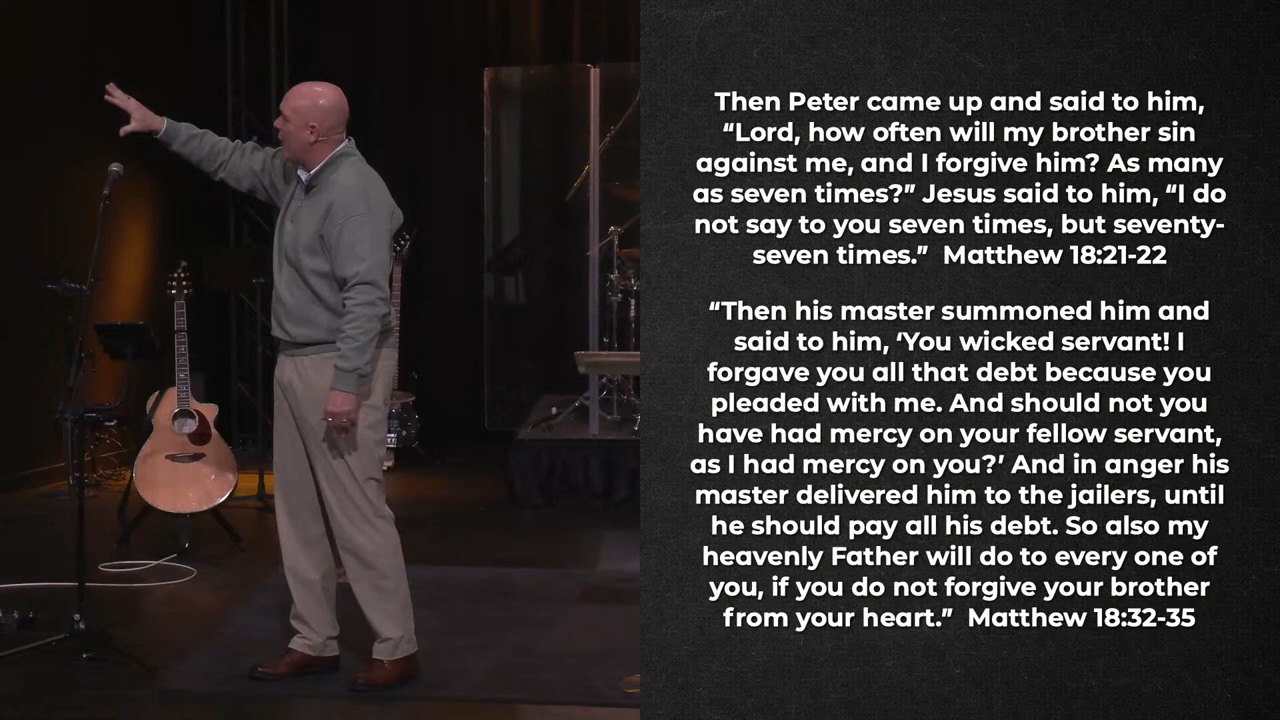 Then Peter came up and said to him,
“Lord, how often will my brother sin
against me, and I forgive him? As many
as seven times?” Jesus said to him, “I do
not say to you seven times, but seventy-
seven times.”  Matthew 18:21-22
“Then his master summoned him and
said to him, ‘You wicked servant! I
forgave you all that debt because you
pleaded with me. And should not you
have had mercy on your fellow servant,
as I had mercy on you?’ And in anger his
master delivered him to the jailers, until
he should pay all his debt. So also my
heavenly Father will do to every one of
you, if you do not forgive your brother
from your heart.”  Matthew 18:32-35